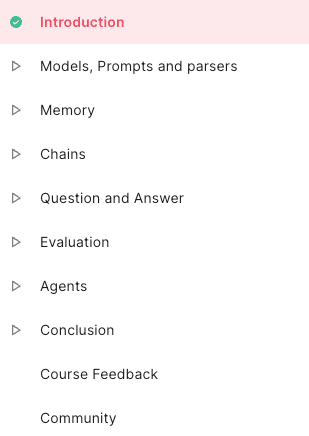 Introduction
Models, Prompts and parsers
Memory
Chains
Question and Answer
Evaluation
Agents
Conclusion
Course Feedback
Community